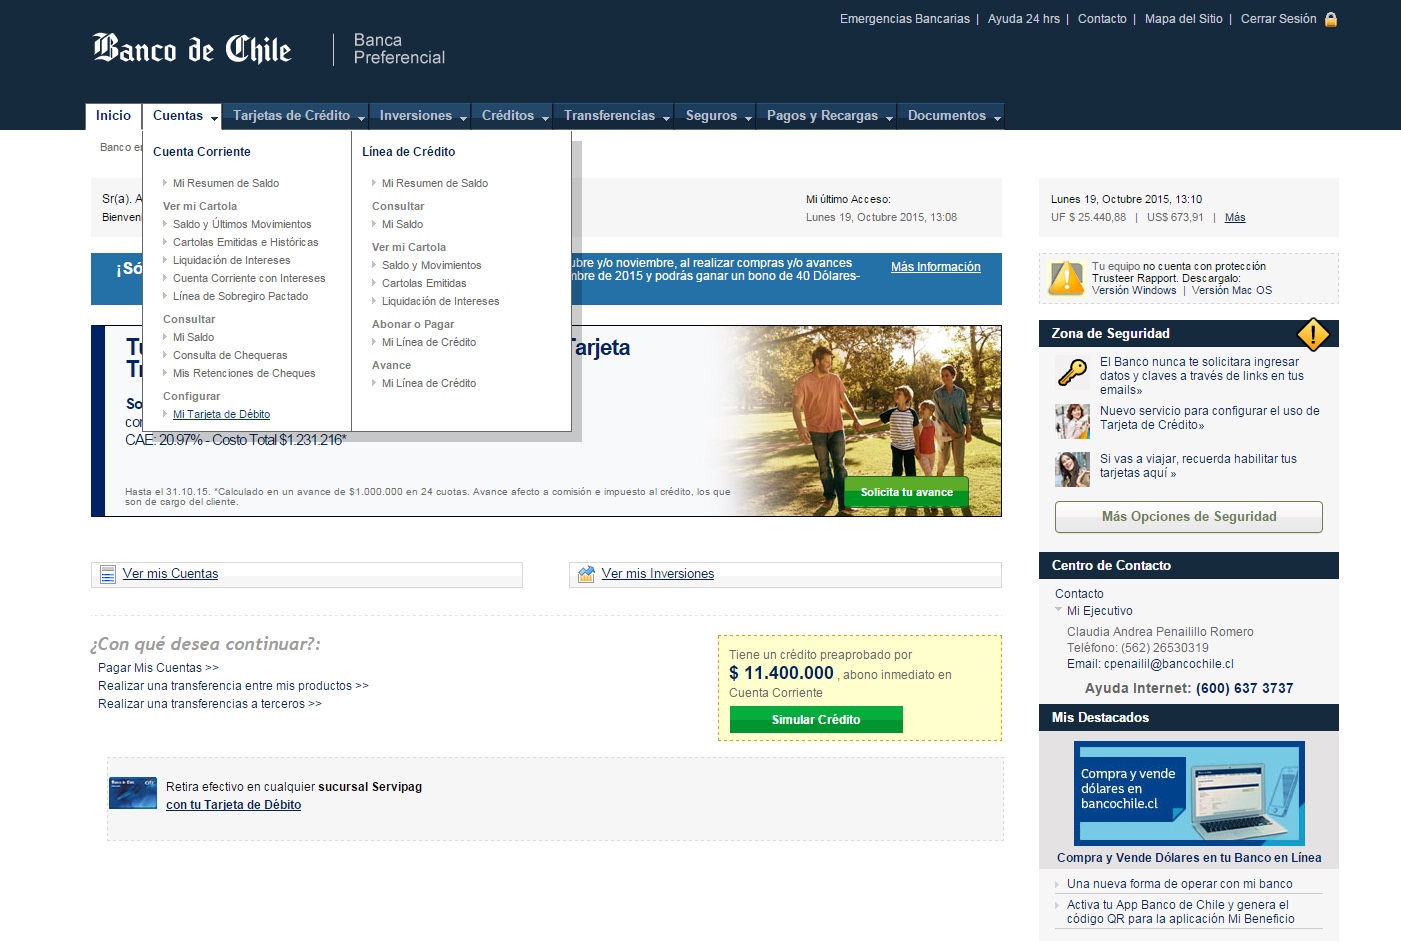 Emergencias Bancarias | Ayuda 24 hrs | Contacto | Mapa del Sitio | Cerrar Sesión
Banco de Chile
Banca
Preferencial
Inicio
Cuentas
Tarjetas de Crédito
Inversiones
Créditos
Transferencias
Seguros
Pagos y Recargas
Documentos
Banco
Cuenta Corriente
Mi Resumen de Saldo
Ver mi Cartola
Saldo y Últimos Movimientos
Cartolas Emitidas e Históricas
Liquidación de Intereses
Cuenta Corriente con Intereses
Línea de Sobregiro Pactado
Consultar
Mi Saldo
Consulta de Chequeras
Mis Retenciones de Cheques
Configurar
Mi Tarjeta de Débito
Línea de Crédito
Mi Resumen de Saldo
Consultar
Mi Saldo
Ver mi Cartola
Saldo y Movimientos
Cartolas Emitidas
Liquidación de Intereses
Abonar o Pagar
Mi Línea de Crédito
Avance
Mi Línea de Crédito
Sr(a). A
Bienveni
Mi último Acceso:
Lunes 19, Octubre 2015, 13:08
¡Só
ubre y/o noviembre, al realizar compras y/o avances
mbre de 2015 y podrás ganar un bono de 40 Dólares-
Más Información
Tarjeta
So
CAE: 20.97% - Costo Total $1.231.216*
Hasta el 31.10.15. *Calculado en un avance de $1.000.000 en 24 cuotas. Avance afecto a comisión e impuesto al crédito, los que
son de cargo del cliente.
Solicita tu avance
Ver mis Cuentas
Ver mis Inversiones
¿Con qué desea continuar?:
Pagar Mis Cuentas >>
Realizar una transferencia entre mis productos >>
Realizar una transferencias a terceros >>
Tiene un crédito preaprobado por
$ 11.400.000 , abono inmediato en
Cuenta Corriente
Simular Crédito
Retira efectivo en cualquier sucursal Servipag
con tu Tarjeta de Débito
Lunes 19, Octubre 2015, 13:10
UF $ 25.440,88 | US$ 673,91 | Más
Tu equipo no cuenta con protección
Trusteer Rapport. Descargalo:
Versión Windows | Versión Mac OS
Zona de Seguridad
El Banco nunca te solicitara ingresar
datos y claves a través de links en tus
emails»
Nuevo servicio para configurar el uso de
Tarjeta de Crédito»
Si vas a viajar, recuerda habilitar tus
tarjetas aquí »
Más Opciones de Seguridad
Centro de Contacto
Contacto
Mi Ejecutivo
Claudia Andrea Penailillo Romero
Teléfono: (562) 26530319
Email: cpenailil@bancochile.cl
Ayuda Internet: (600) 637 3737
Mis Destacados
Compra y vende
dólares en
bancochile.cl
Compra y Vende Dólares en tu Banco en Línea
Una nueva forma de operar con mi banco
Activa tu App Banco de Chile y genera el
código QR para la aplicación Mi Beneficio